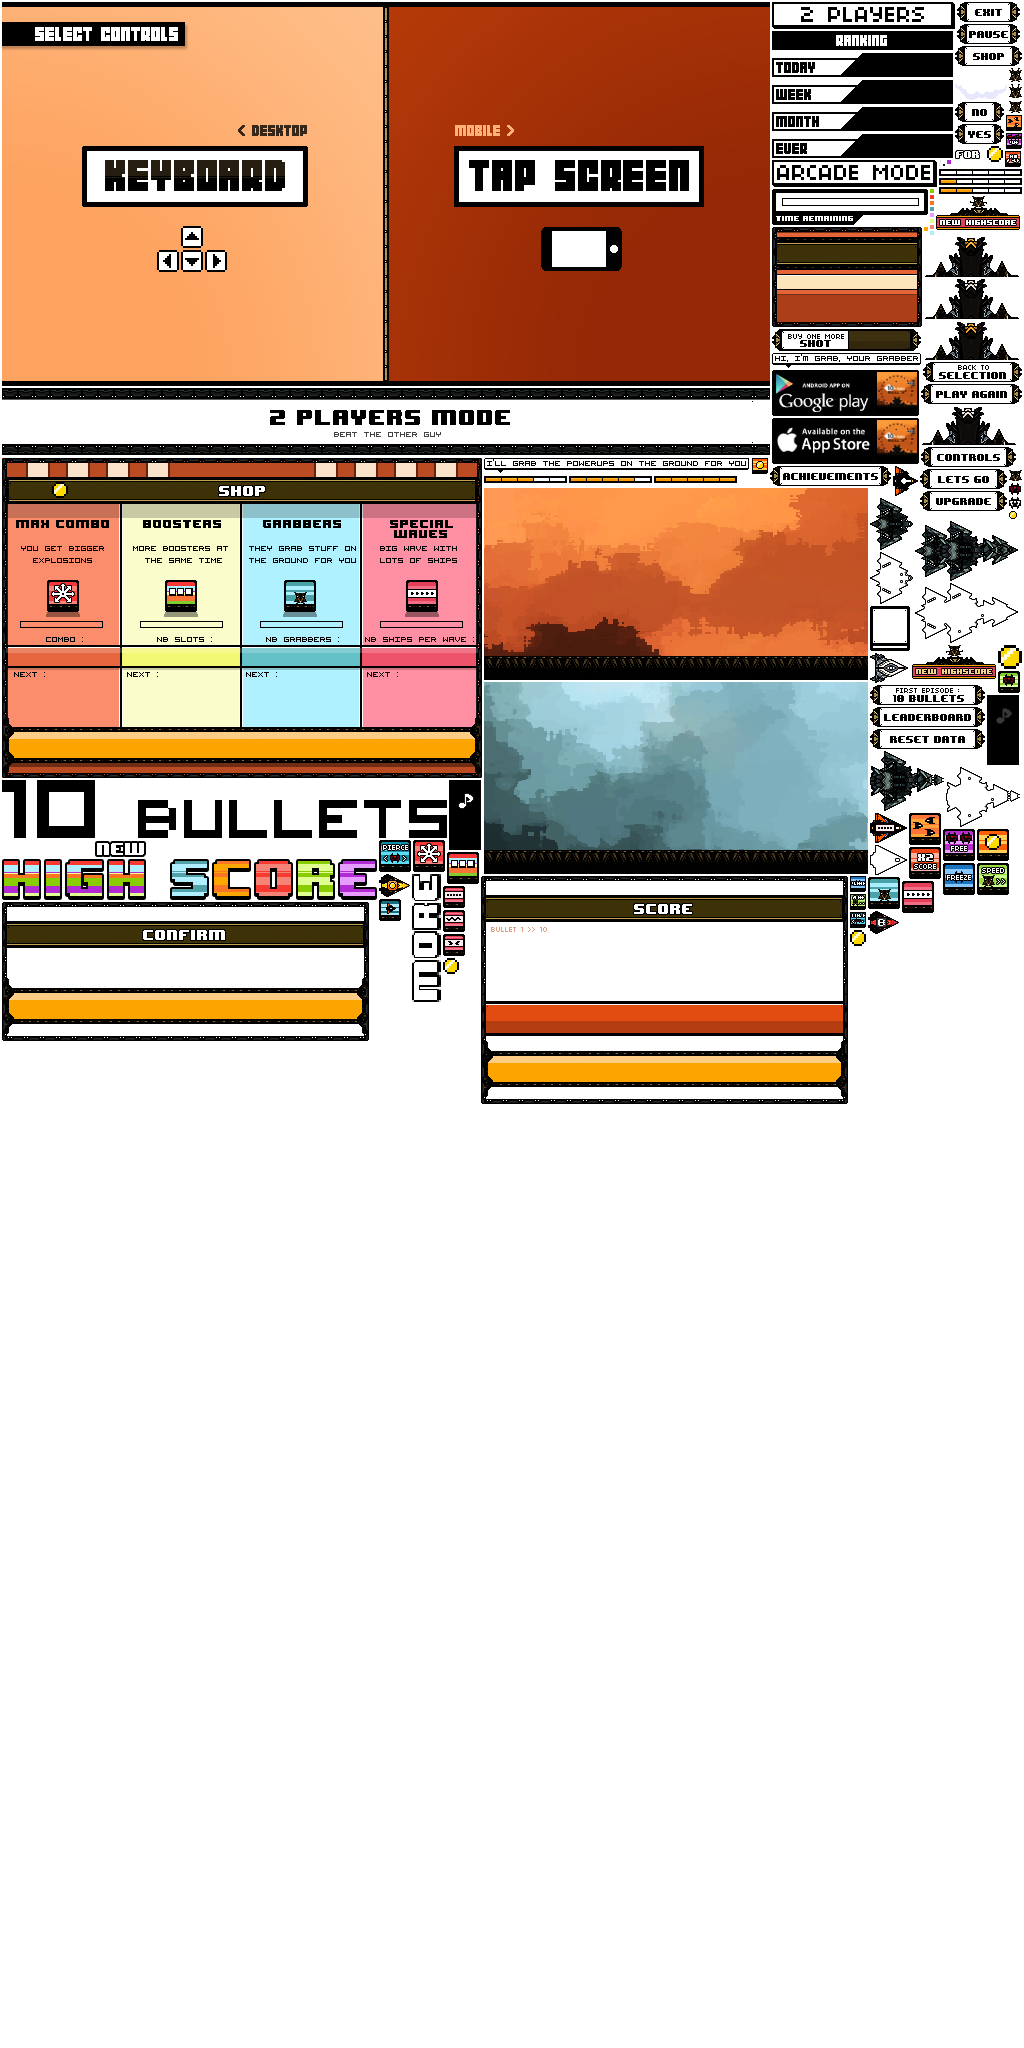 SELECT CONTROLS
< DESKTOP
KEYBOARD
MOBILE >
TAP SCREEN
2 PLAYERS
RANKING
TODAY
WEEK
MONTH
EVER
ARCADE MODE
TIME REMAINING
EXIT
PAUSE
SHOP
NO
YES
FOR
NEW HIGHSCORE
BUY ONE MORE
SHOT
HI, I'M GRAB, YOUR GRABBER
ANDROID APP ON
Google play
Available on the
App Store
BACK TO
SELECTION
PLAY AGAIN
CONTROLS
LETS GO
UPGRADE
ACHIEVEMENTS
2 PLAYERS MODE
BEAT THE OTHER GUY
I'LL GRAB THE POWERUPS ON THE GROUND FOR YOU
SHOP
MAX COMBO
YOU GET BIGGER
EXPLOSIONS
COMBO :
NEXT :
BOOSTERS
MORE BOOSTERS AT
THE SAME TIME
NB SLOTS :
NEXT :
GRABBERS
THEY GRAB STUFF ON
THE GROUND FOR YOU
NB GRABBERS :
NEXT :
SPECIAL
WAVES
BIG WAVE WITH
LOTS OF SHIPS
NB SHIPS PER WAVE :
NEXT :
NEW HIGHSCORE
FIRST EPISODE :
10 BULLETS
LEADERBOARD
RESET DATA
10 BULLETS
NEW
HIGH SCORE
PIERCE
MORE
X2
SCORE
FREE
FREEZE
SPEED
CONFIRM
SCORE
BULLET 1 >> 10